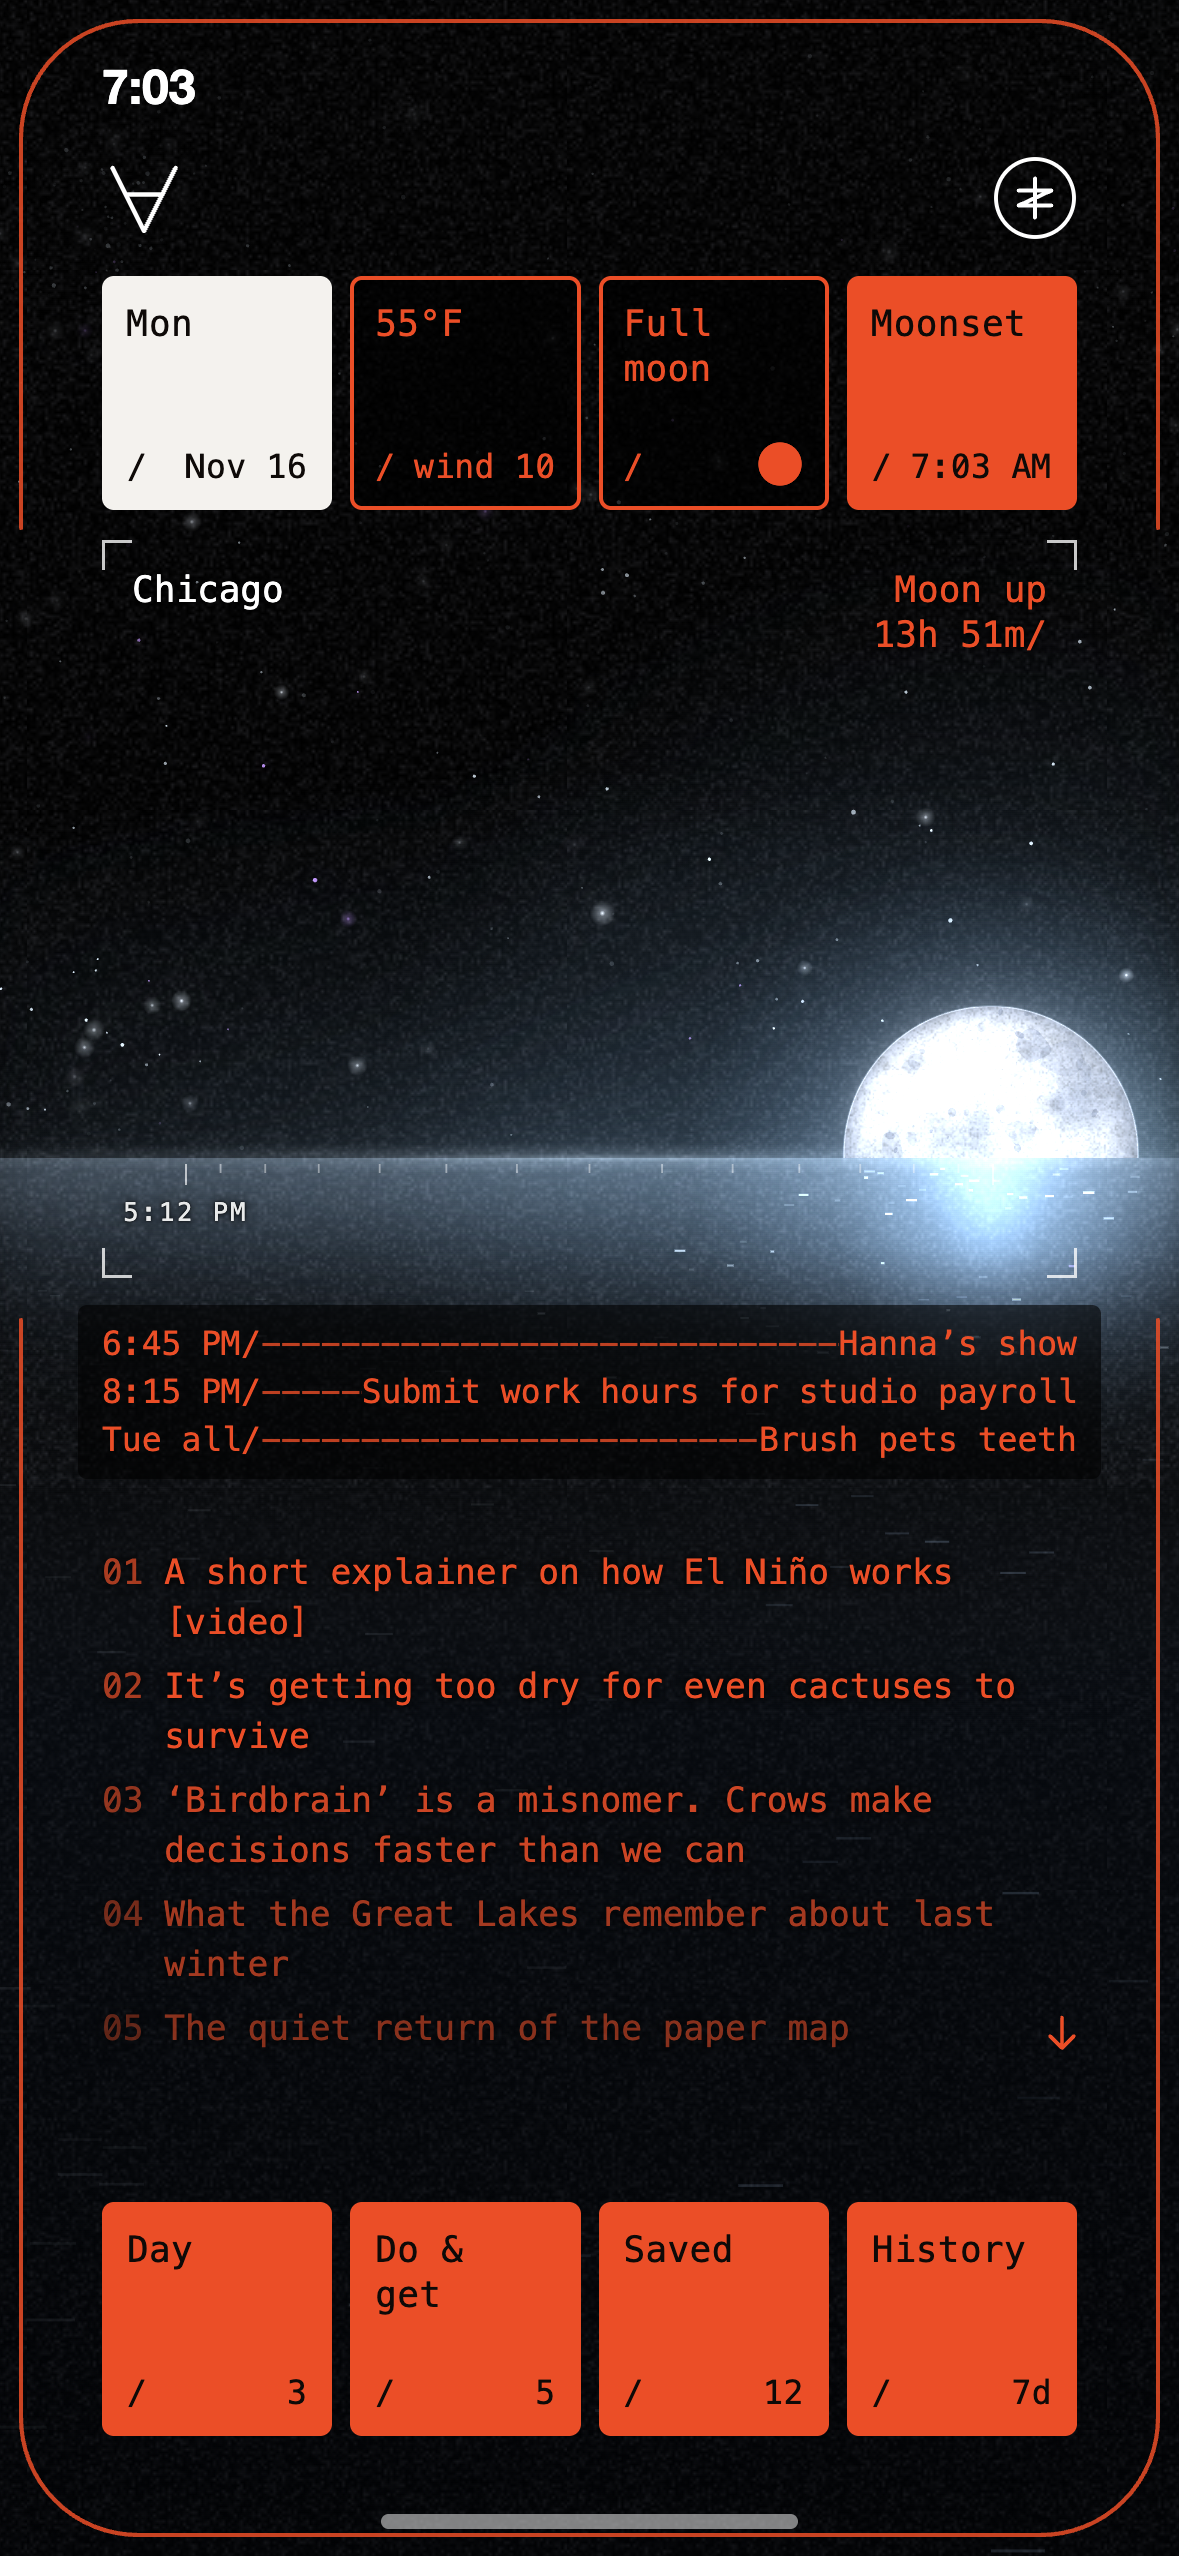 7:03
Mon
/ Nov 16
55°F
/ wind 10
Full
moon
/
Moonset
/ 7:03 AM
Chicago
Moon up
13h 51m/
5:12 PM
6:45 PM/—————————————————————————————Hanna’s show
8:15 PM/—————Submit work hours for studio payroll
Tue all/—————————————————————————Brush pets teeth
01 A short explainer on how El Niño works
[video]
02 It’s getting too dry for even cactuses to
survive
03 ‘Birdbrain’ is a misnomer. Crows make
decisions faster than we can
04 What the Great Lakes remember about last
winter
05 The quiet return of the paper map
Day
/ 3
Do &
get
/ 5
Saved
/ 12
History
/ 7d